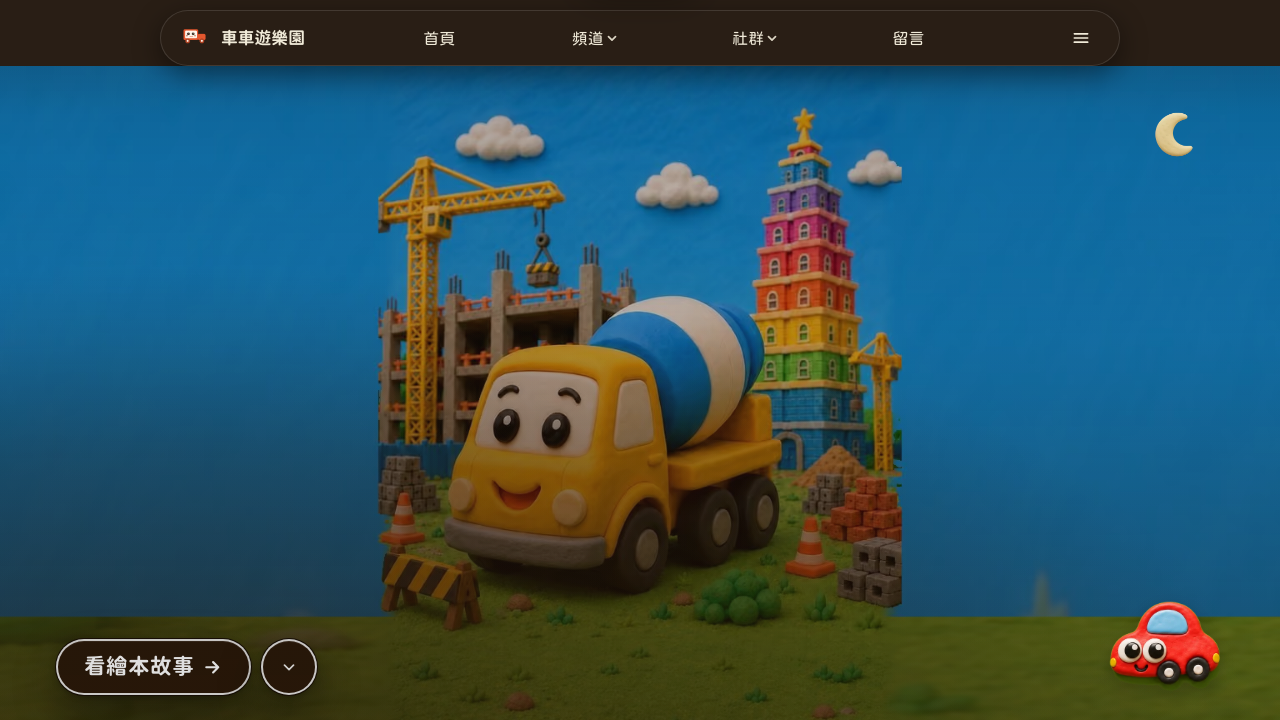 車車遊樂園
首頁
頻道
社群
留言
看繪本故事 →